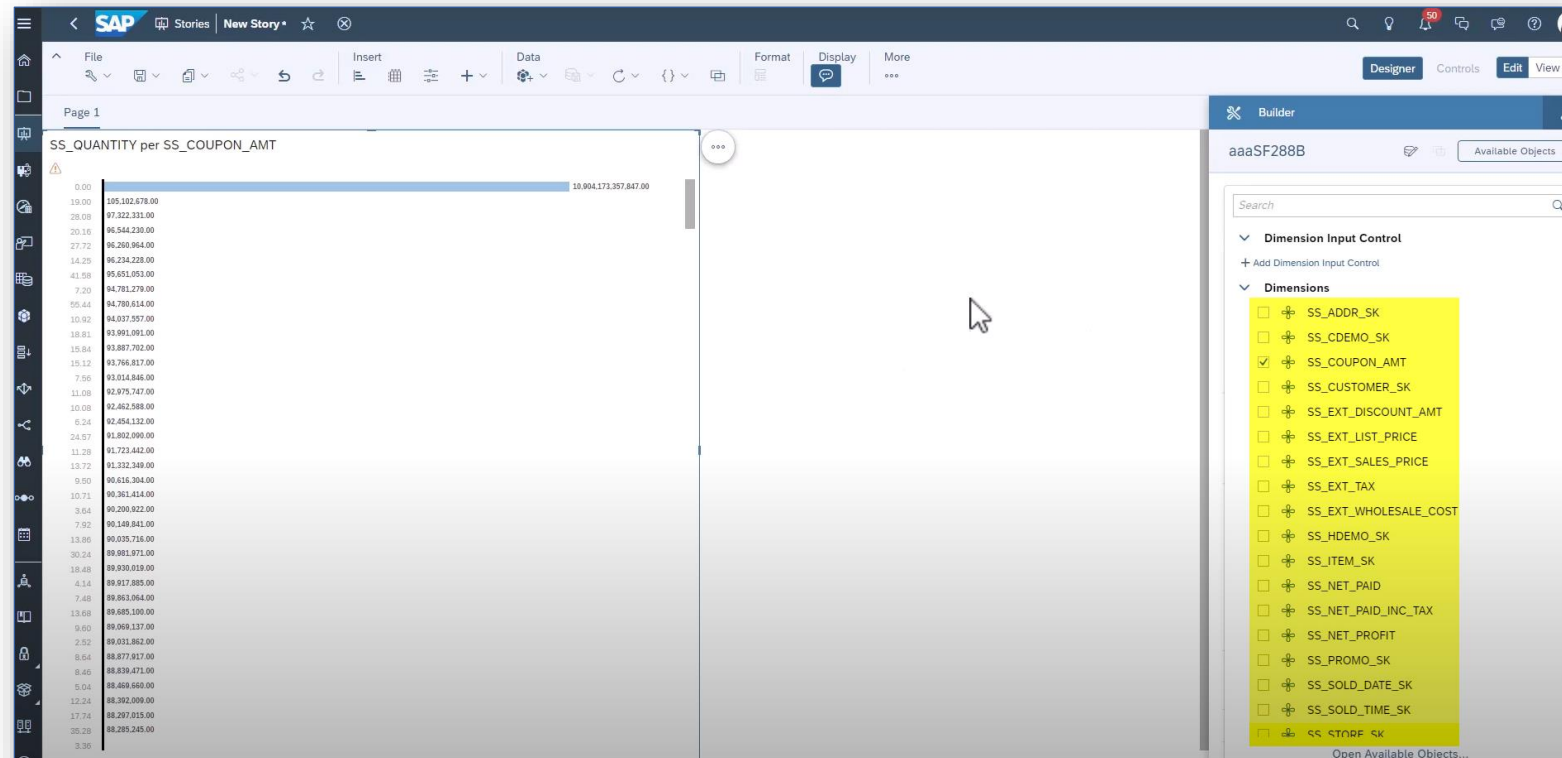 SAP Stories New Story* 50
File Insert Data Format Display More
Designer Controls Edit View
Page 1
Builder
SS_QUANTITY per SS_COUPON_AMT
aaaSF288B Available Objects
0.00 10,904,173,357,847.00
19.00 105,102,678.00
28.08 97,322,331.00
20.16 96,544,230.00
27.72 96,260,964.00
14.25 96,234,228.00
41.58 95,651,053.00
7.20 94,781,279.00
55.44 94,780,614.00
10.92 94,037,557.00
18.81 93,991,091.00
15.84 93,887,702.00
15.12 93,766,817.00
7.56 93,014,846.00
11.08 92,975,747.00
10.08 92,462,588.00
6.24 92,454,132.00
24.57 91,802,090.00
11.28 91,723,442.00
13.72 91,332,349.00
9.50 90,616,304.00
10.71 90,361,414.00
3.64 90,200,922.00
7.92 90,149,841.00
13.86 90,035,716.00
30.24 89,981,971.00
18.48 89,930,019.00
4.14 89,917,885.00
7.48 89,863,064.00
13.68 89,685,100.00
9.60 89,069,137.00
2.52 89,031,862.00
8.64 88,877,917.00
8.46 88,839,471.00
5.04 88,469,660.00
12.24 88,392,009.00
17.74 88,297,015.00
35.28 88,285,245.00
3.36
Search
Dimension Input Control
+ Add Dimension Input Control
Dimensions
SS_ADDR_SK
SS_CDEMO_SK
SS_COUPON_AMT
SS_CUSTOMER_SK
SS_EXT_DISCOUNT_AMT
SS_EXT_LIST_PRICE
SS_EXT_SALES_PRICE
SS_EXT_TAX
SS_EXT_WHOLESALE_COST
SS_HDEMO_SK
SS_ITEM_SK
SS_NET_PAID
SS_NET_PAID_INC_TAX
SS_NET_PROFIT
SS_PROMO_SK
SS_SOLD_DATE_SK
SS_SOLD_TIME_SK
SS_STORE_SK
Open Available Objects...